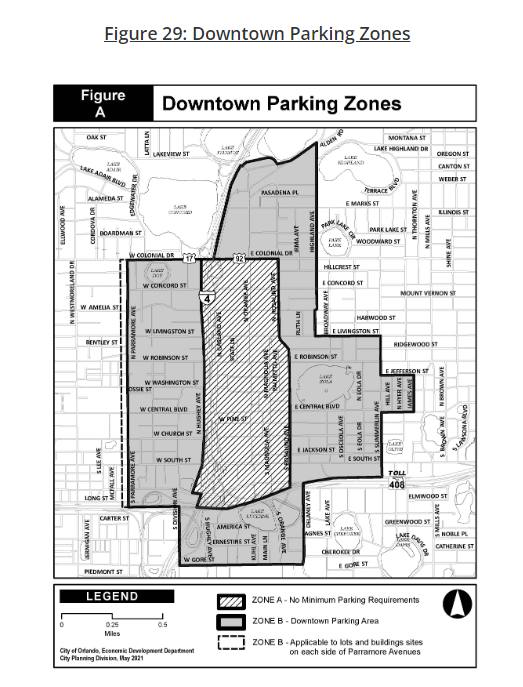 Figure 29: Downtown Parking Zones
Figure
A
Downtown Parking Zones
OAK ST
LATTA LN
LAKEVIEW ST
ALDEN RD
MONTANA ST
LAKE HIGHLAND DR
OREGON ST
LAKE
HIGHLAND
CANTON ST
LAKE
ADAIR
LAKE ADAIR BLVD
WEBER ST
EDGEWATER DR
PASADENA PL
TERRACE BLVD
ALAMEDA ST
E MARKS ST
LAKE
CONCORD
ILLINOIS ST
ELLWOOD AVE
CORDOVA DR
IRMA AVE
HIGHLAND AVE
PARK LAKE DR
N THORNTON AVE
N MILLS AVE
BOARDMAN ST
PARK LAKE ST
PARK
LAKE
WOODWARD ST
SHINE AVE
W COLONIAL DR
17
92
E COLONIAL DR
N WESTMORELAND DR
LAKE
DOT
HILLCREST ST
W CONCORD ST
E CONCORD ST
4
MOUNT VERNON ST
W AMELIA ST
N PARRAMORE AVE
N GARLAND AVE
N ORANGE AVE
RUTH LN
BROADWAY AVE
HARWOOD ST
W LIVINGSTON ST
E LIVINGSTON ST
BENTLEY ST
STATE LN
RIDGEWOOD ST
W ROBINSON ST
E ROBINSON ST
N MAGNOLIA AVE
PALMETTO AVE
E JEFFERSON ST
W WASHINGTON ST
LAKE
EOLA
N EOLA DR
HILL AVE
N HYER AVE
JAMES AVE
N BROWN AVE
W CENTRAL BLVD
N HUGHEY AVE
E CENTRAL BLVD
W PINE ST
W CHURCH ST
S OSCEOLA AVE
S EOLA DR
S SUMMERLIN AVE
S BROWN AVE
S LAWSONA BLVD
S MAGNOLIA AVE
E JACKSON ST
LAKE
OLIVE
S LEE AVE
W SOUTH ST
E SOUTH ST
MCFALL AVE
S PARRAMORE AVE
TOLL
408
LONG ST
S DIVISION AVE
DELANEY AVE
LAKE AVE
ELMWOOD ST
CARTER ST
S HUGHEY AVE
AMERICA ST
LAKE
LUCERNE
S ORANGE AVE
GREENWOOD ST
S MILLS AVE
AGNES ST
LAKE
CHEROKEE
NOBLE PL
ERNESTINE ST
KUHL AVE
MAIN LN
LAKE DAVIS DR
LAKE
DAVIS
CATHERINE ST
CHEROKEE DR
W GORE ST
E GORE ST
PIEDMONT ST
LEGEND
0
0.25
0.5
Miles
City of Orlando, Economic Development Department
City Planning Division, May 2021
ZONE A - No Minimum Parking Requirements
ZONE B - Downtown Parking Area
ZONE B - Applicable to lots and buildings sites
on each side of Parramore Avenues